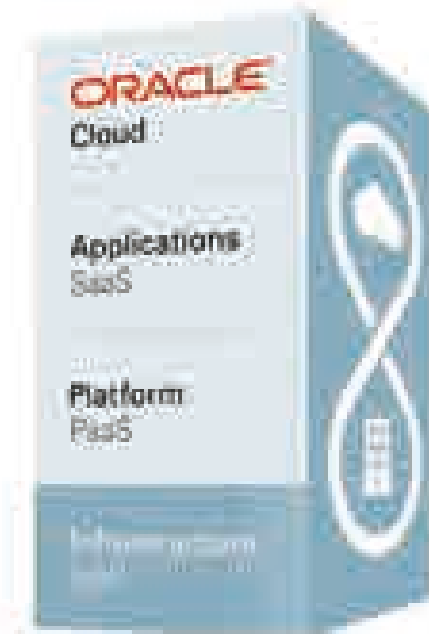 ORACLE
Cloud
Applications
SaaS
Platform
PaaS